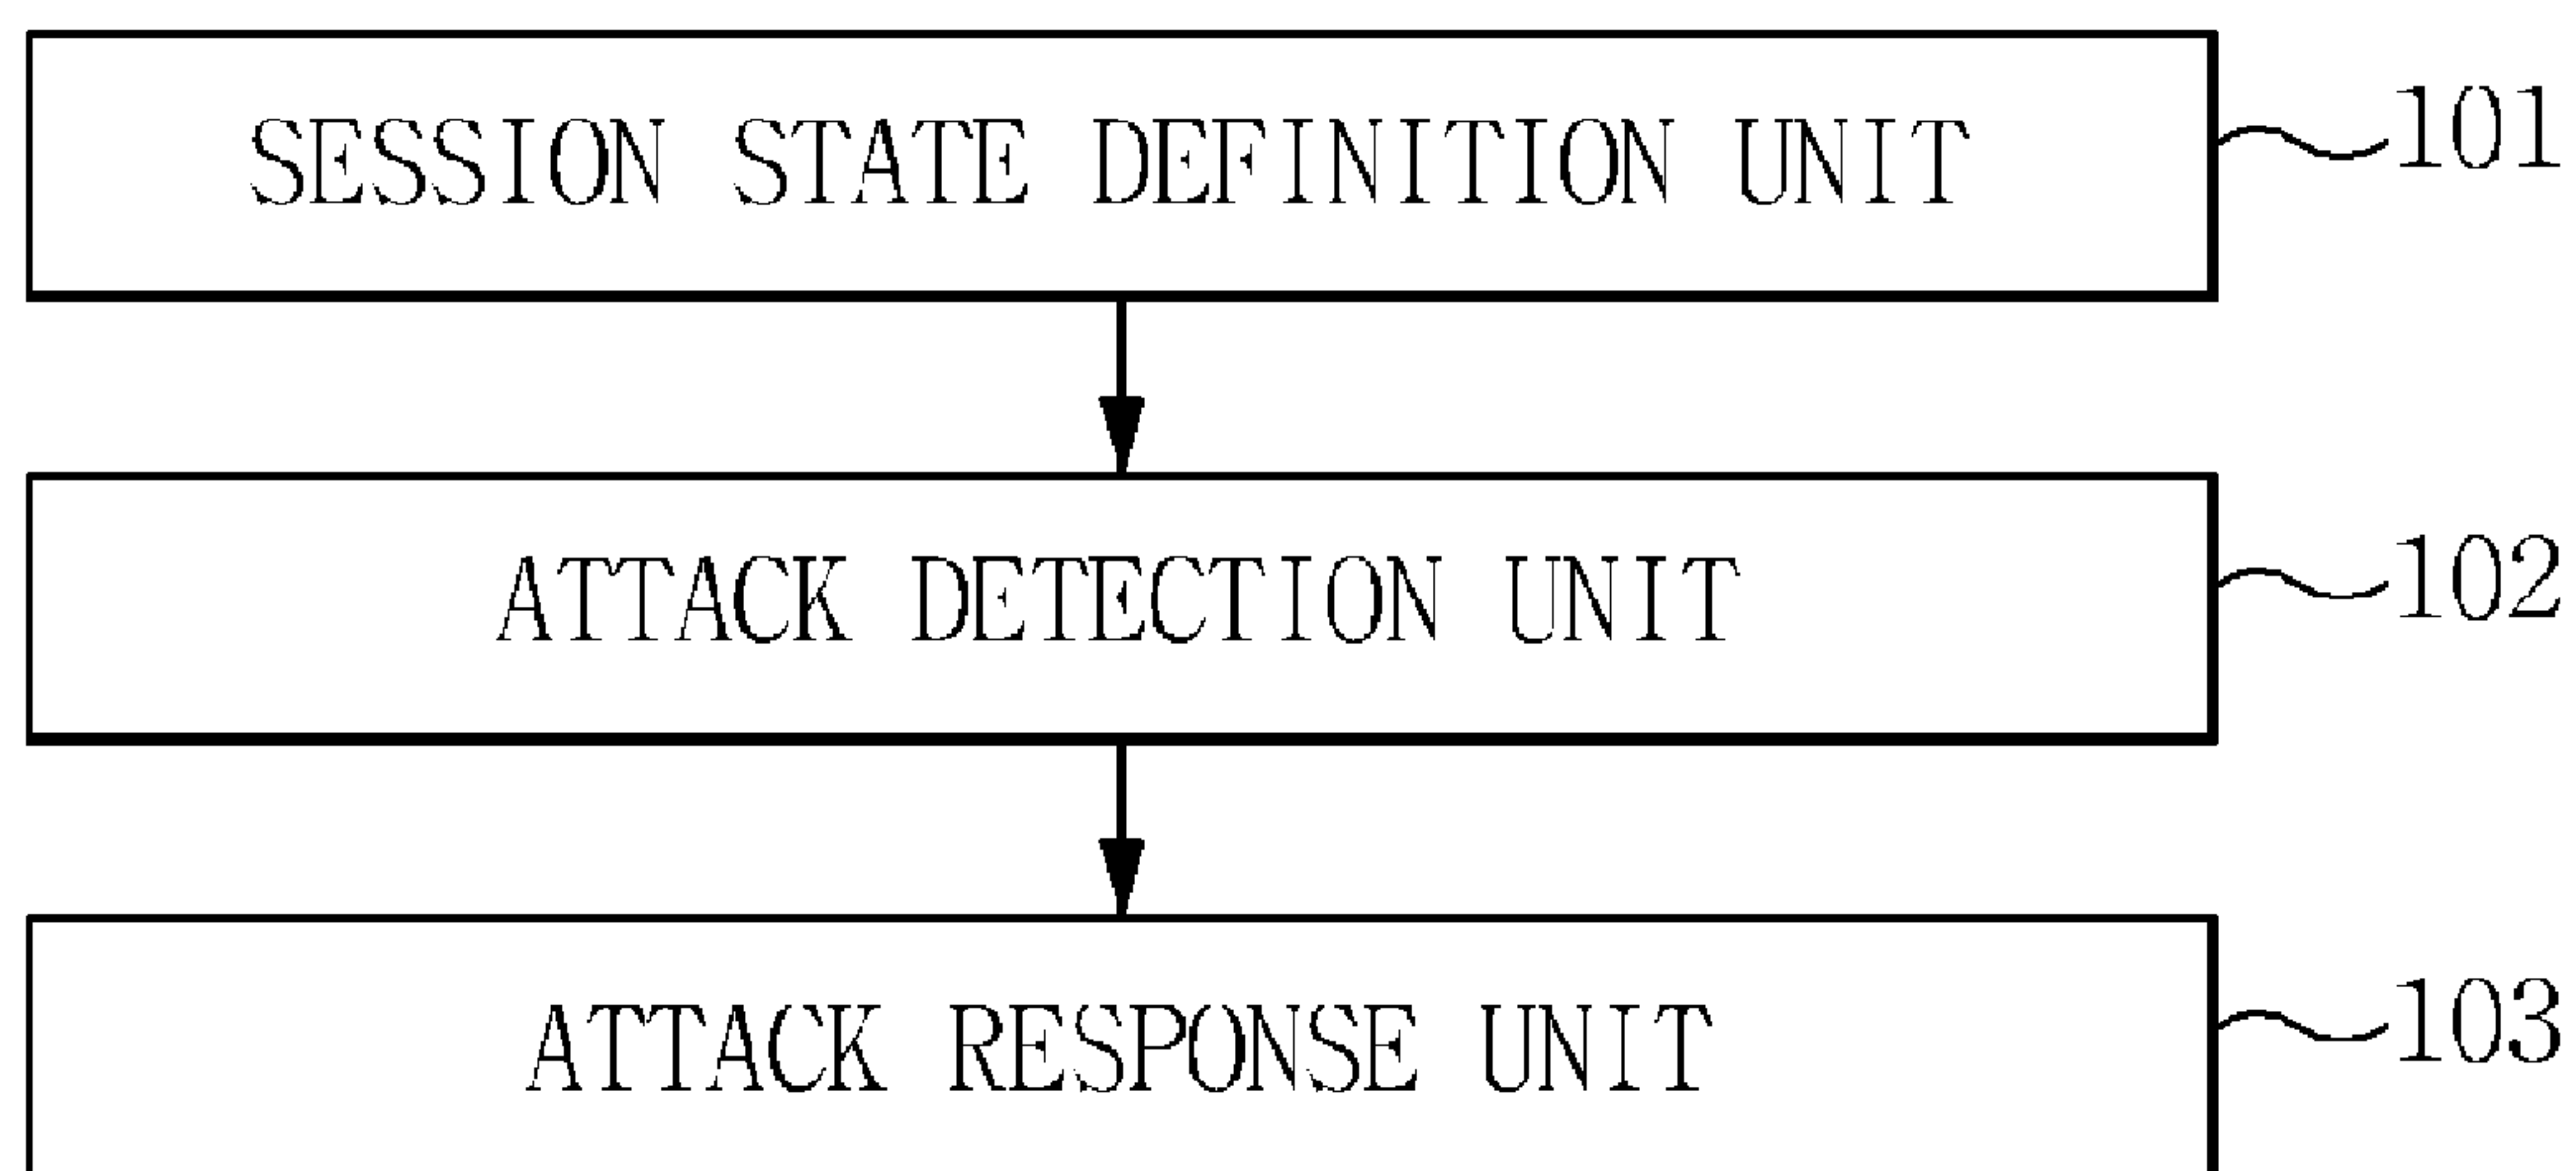 SESSION STATE DEFINITION UNIT 101
ATTACK DETECTION UNIT 102
ATTACK RESPONSE UNIT 103